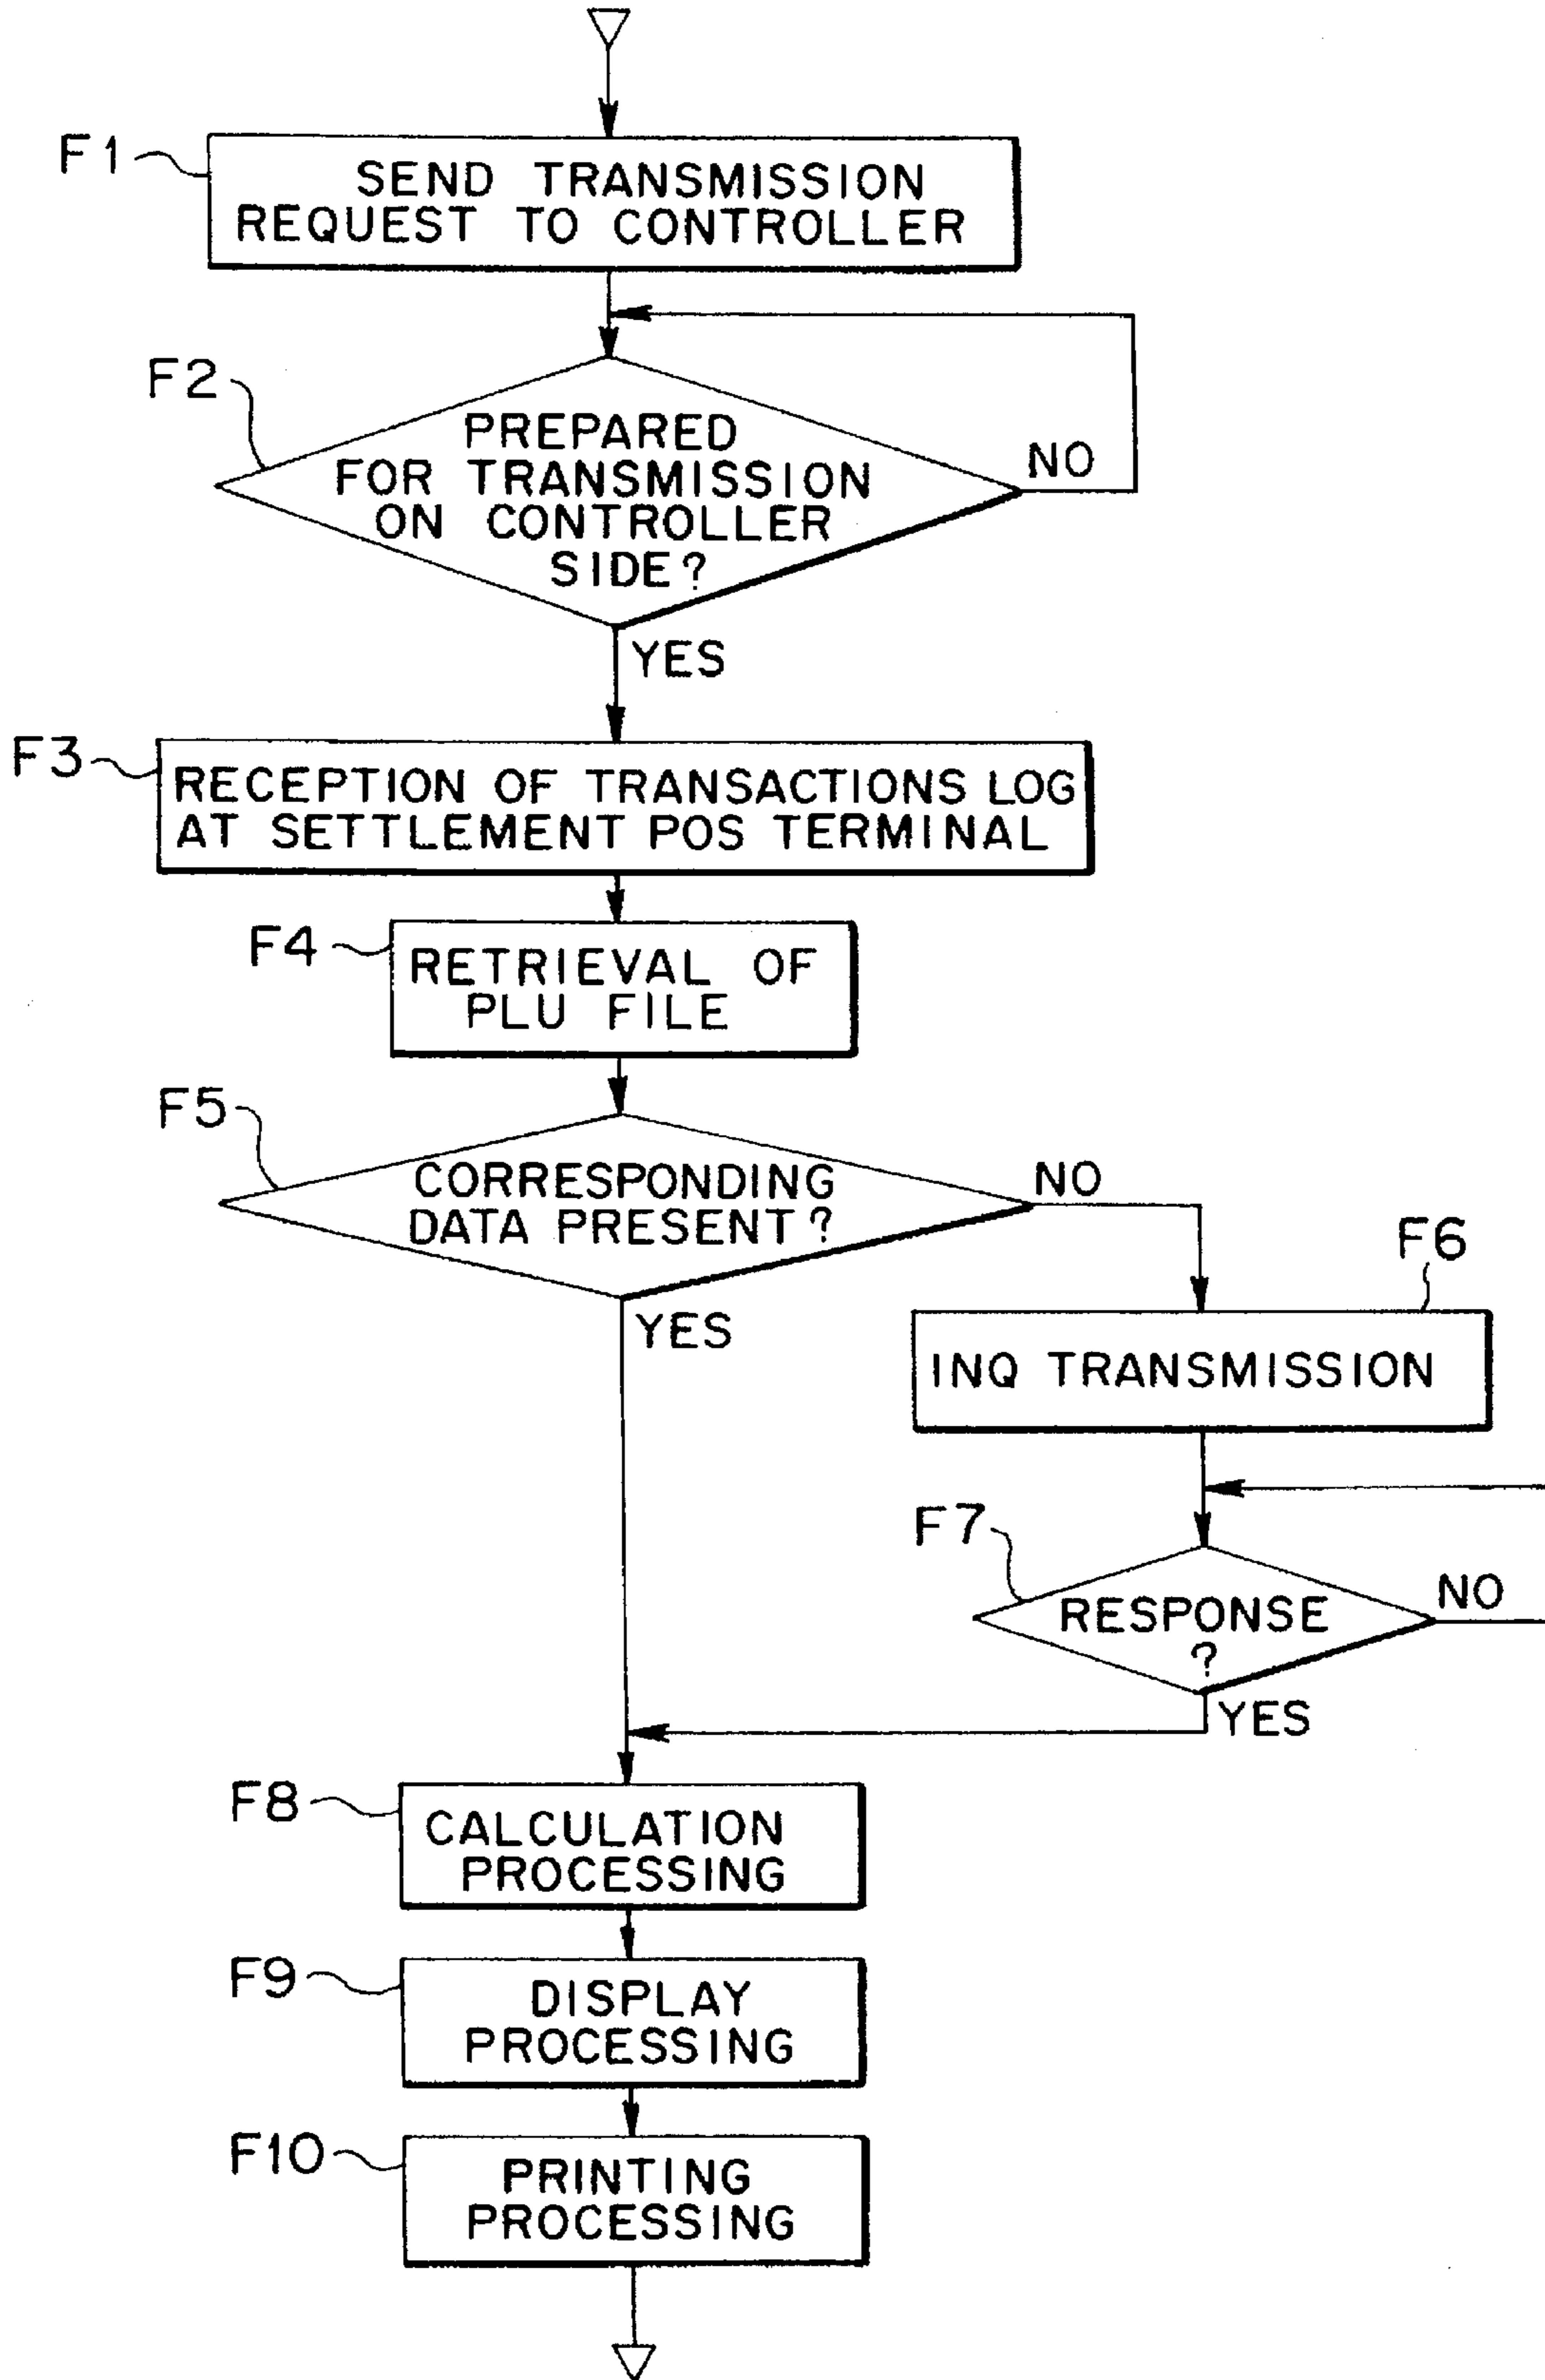 F1
SEND TRANSMISSION
REQUEST TO CONTROLLER
F2
PREPARED
FOR TRANSMISSION
ON CONTROLLER
SIDE?
NO
YES
F3
RECEPTION OF TRANSACTIONS LOG
AT SETTLEMENT POS TERMINAL
F4
RETRIEVAL OF
PLU FILE
F5
CORRESPONDING
DATA PRESENT?
NO
YES
F6
INQ TRANSMISSION
F7
RESPONSE
?
NO
YES
F8
CALCULATION
PROCESSING
F9
DISPLAY
PROCESSING
F10
PRINTING
PROCESSING